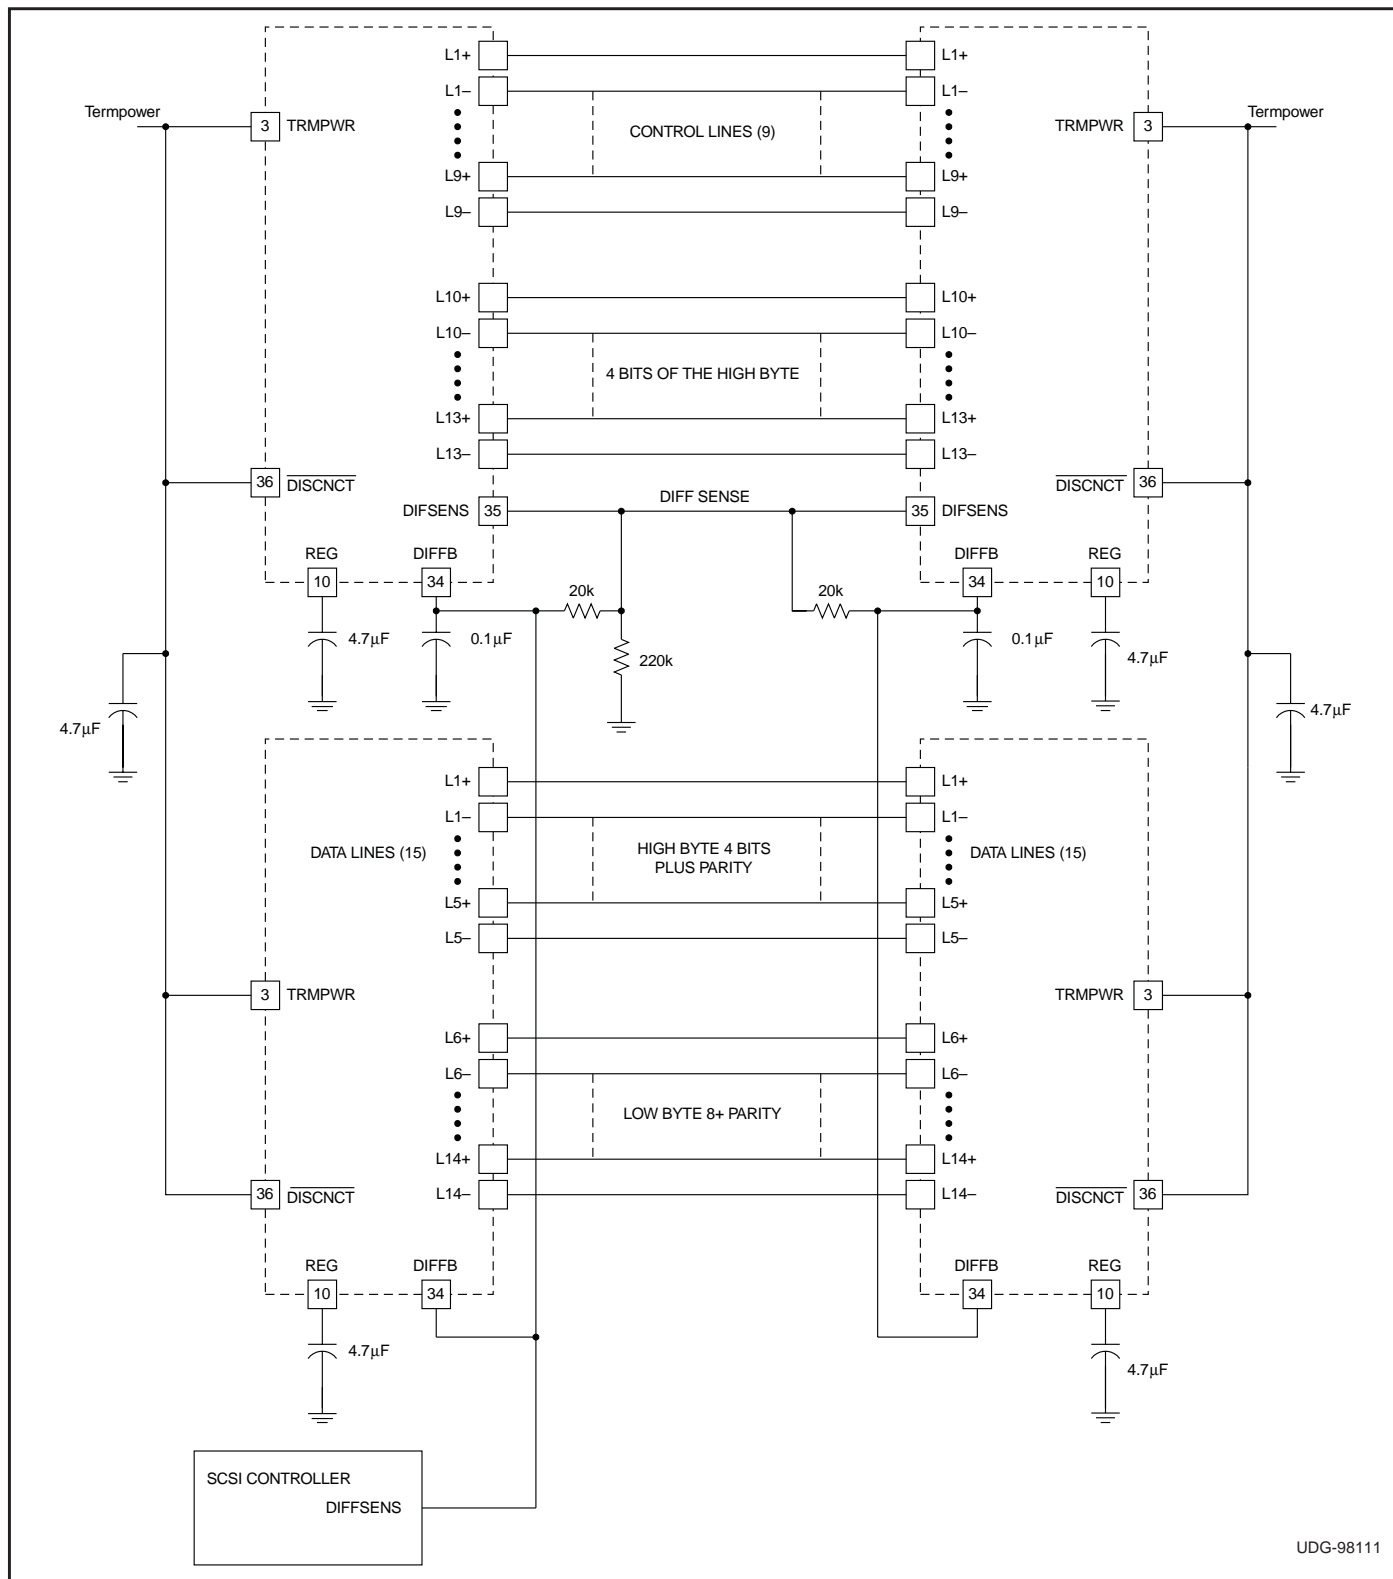 L1+ L1+
L1– L1–
Termpower 3 TRMPWR CONTROL LINES (9) TRMPWR 3 Termpower
L9+ L9+
L9– L9–
L10+ L10+
L10– L10–
4 BITS OF THE HIGH BYTE
L13+ L13+
L13– L13–
36 DISCNCT DISCNCT 36
DIFF SENSE
DIFSENS 35 35 DIFSENS
REG DIFFB DIFFB REG
10 34 34 10
20k 20k
4.7µF 0.1µF 0.1µF 4.7µF
220k
4.7µF 4.7µF
L1+ L1+
L1– L1–
DATA LINES (15) HIGH BYTE 4 BITS DATA LINES (15)
PLUS PARITY
L5+ L5+
L5– L5–
3 TRMPWR TRMPWR 3
L6+ L6+
L6– L6–
LOW BYTE 8+ PARITY
L14+ L14+
L14– L14–
36 DISCNCT DISCNCT 36
REG DIFFB DIFFB REG
10 34 34 10
4.7µF 4.7µF
SCSI CONTROLLER
DIFFSENS
UDG-98111